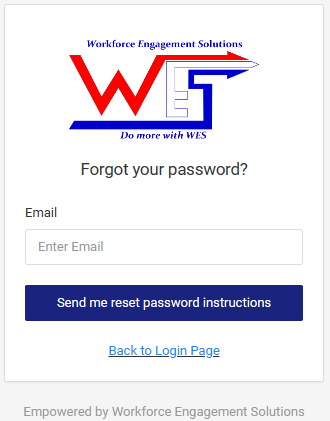 Workforce Engagement Solutions
WES
Do more with WES
Forgot your password?
Email
Enter Email
Send me reset password instructions
Back to Login Page
Empowered by Workforce Engagement Solutions